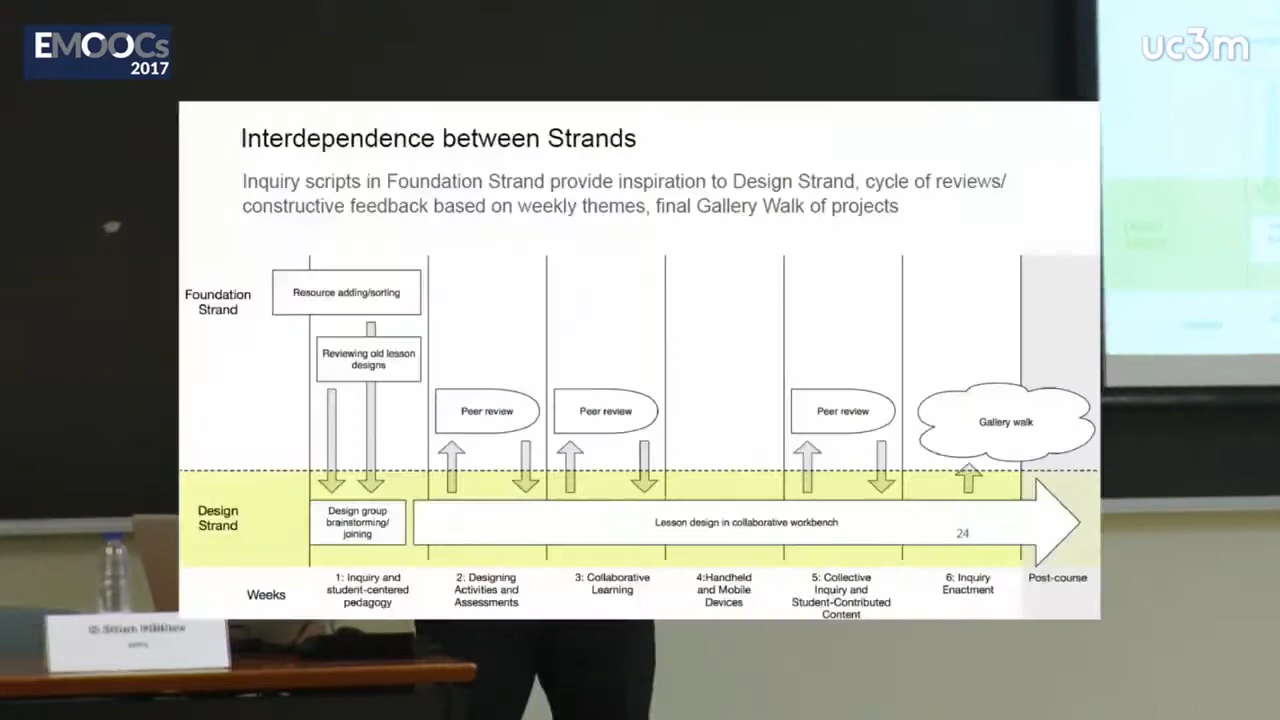 EMOOCs
2017
uc3m
Interdependence between Strands
Inquiry scripts in Foundation Strand provide inspiration to Design Strand, cycle of reviews/
constructive feedback based on weekly themes, final Gallery Walk of projects
Foundation
Strand
Resource adding/sorting
Reviewing old lesson
designs
Peer review
Peer review
Peer review
Gallery walk
Design
Strand
Design group
brainstorming/
joining
Lesson design in collaborative workbench
24
Weeks
1: Inquiry and
student-centered
pedagogy
2: Designing
Activities and
Assessments
3: Collaborative
Learning
4:Handheld
and Mobile
Devices
5: Collective
Inquiry and
Student-Contributed
Content
6: Inquiry
Enactment
Post-course